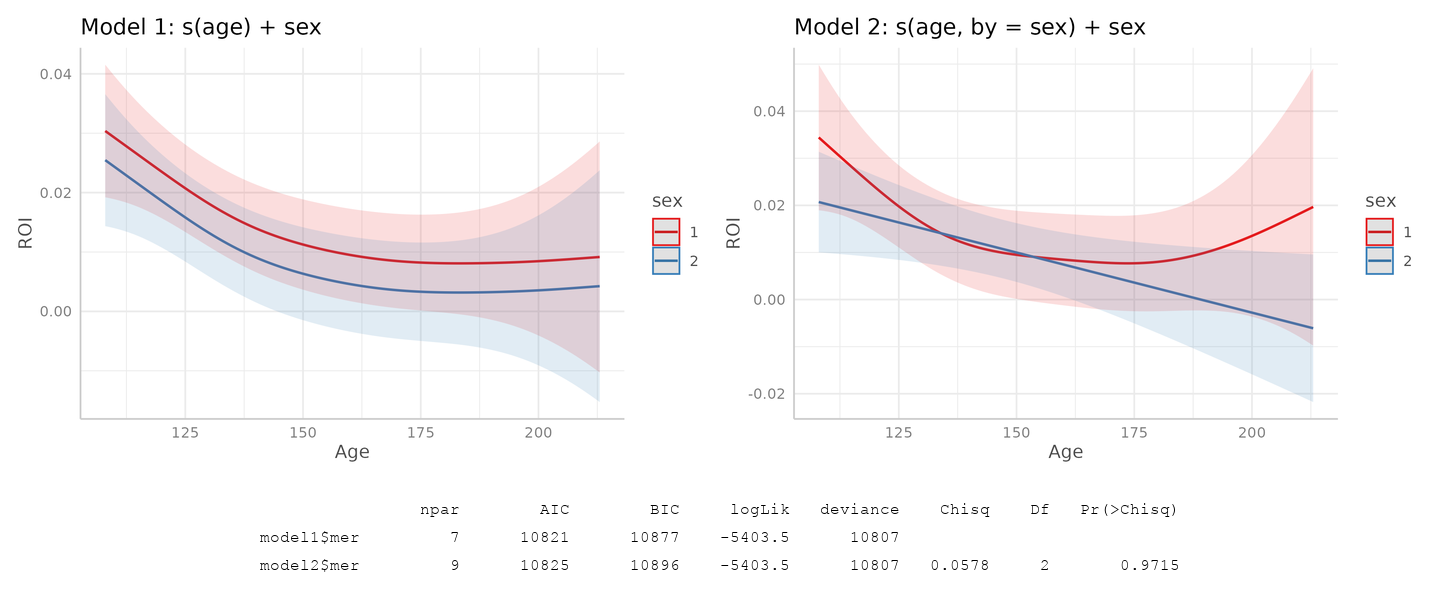 Model 1: s(age) + sex
0.04
0.02
0.00
ROI
125 150 175 200
Age
sex
1
2
Model 2: s(age, by = sex) + sex
0.04
0.02
0.00
-0.02
ROI
125 150 175 200
Age
sex
1
2
npar AIC BIC logLik deviance Chisq Df Pr(>Chisq)
model1$mer 7 10821 10877 -5403.5 10807
model2$mer 9 10825 10896 -5403.5 10807 0.0578 2 0.9715